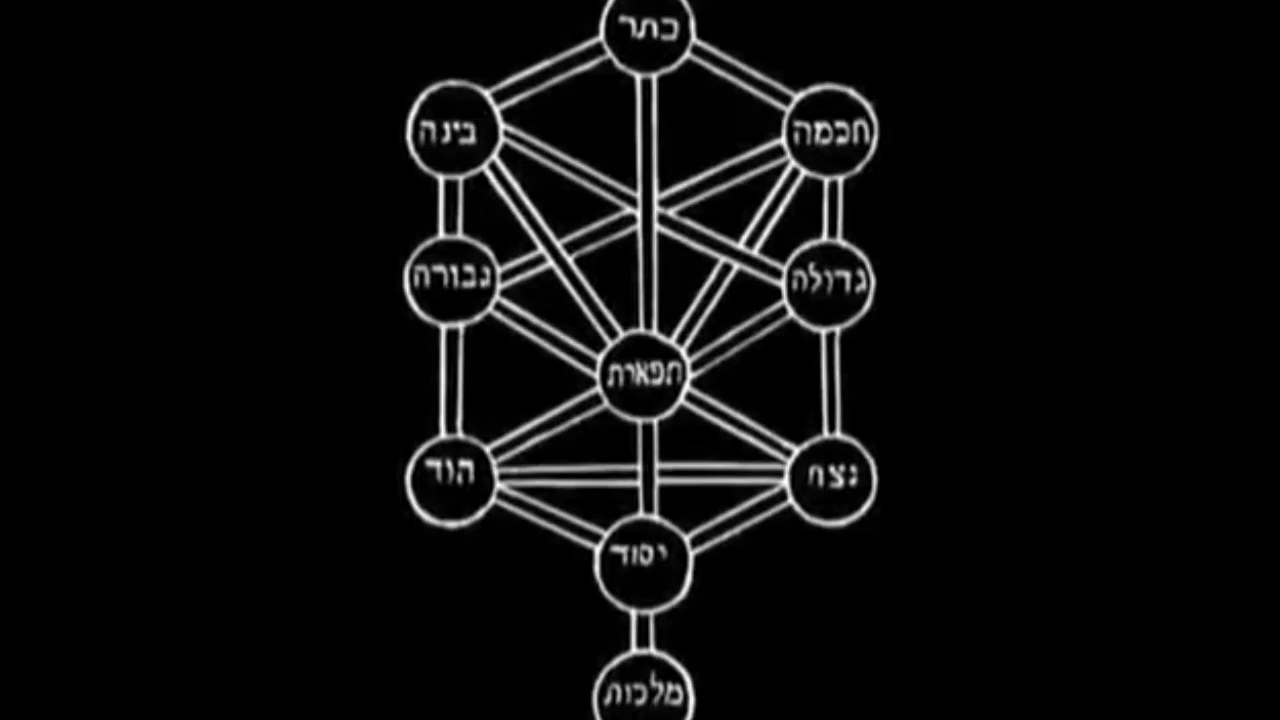 כתר
חכמה
בינה
גדולה
גבורה
תפארת
נצח
הוד
יסוד
מלכות